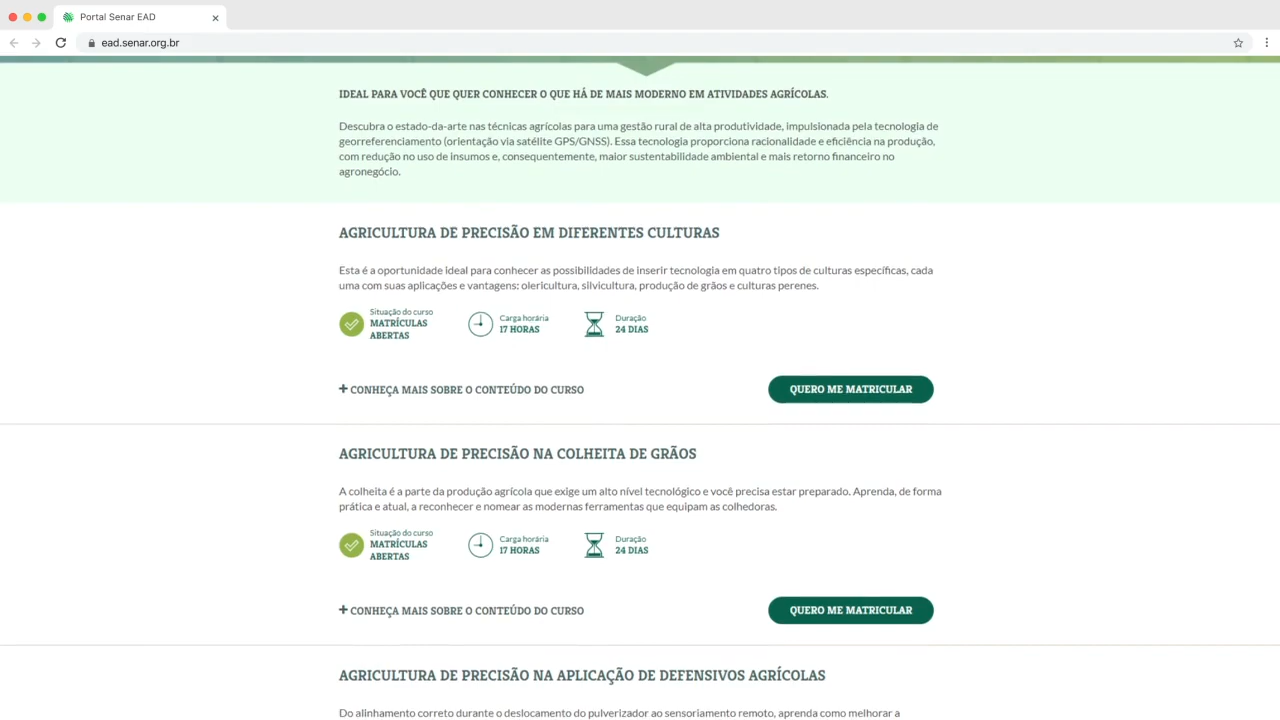 Portal Senar EAD
ead.senar.org.br
IDEAL PARA VOCÊ QUE QUER CONHECER O QUE HÁ DE MAIS MODERNO EM ATIVIDADES AGRÍCOLAS.
Descubra o estado-da-arte nas técnicas agrícolas para uma gestão rural de alta produtividade, impulsionada pela tecnologia de
georreferenciamento (orientação via satélite GPS/GNSS). Essa tecnologia proporciona racionalidade e eficiência na produção,
com redução no uso de insumos e, consequentemente, maior sustentabilidade ambiental e mais retorno financeiro no
agronegócio.
AGRICULTURA DE PRECISÃO EM DIFERENTES CULTURAS
Esta é a oportunidade ideal para conhecer as possibilidades de inserir tecnologia em quatro tipos de culturas específicas, cada
uma com suas aplicações e vantagens: olericultura, silvicultura, produção de grãos e culturas perenes.
Situação do curso
MATRÍCULAS
ABERTAS
Carga horária
17 HORAS
Duração
24 DIAS
+ CONHEÇA MAIS SOBRE O CONTEÚDO DO CURSO
QUERO ME MATRICULAR
AGRICULTURA DE PRECISÃO NA COLHEITA DE GRÃOS
A colheita é a parte da produção agrícola que exige um alto nível tecnológico e você precisa estar preparado. Aprenda, de forma
prática e atual, a reconhecer e nomear as modernas ferramentas que equipam as colhedoras.
Situação do curso
MATRÍCULAS
ABERTAS
Carga horária
17 HORAS
Duração
24 DIAS
+ CONHEÇA MAIS SOBRE O CONTEÚDO DO CURSO
QUERO ME MATRICULAR
AGRICULTURA DE PRECISÃO NA APLICAÇÃO DE DEFENSIVOS AGRÍCOLAS
Do alinhamento correto durante o deslocamento do pulverizador ao sensoriamento remoto, aprenda como melhorar a